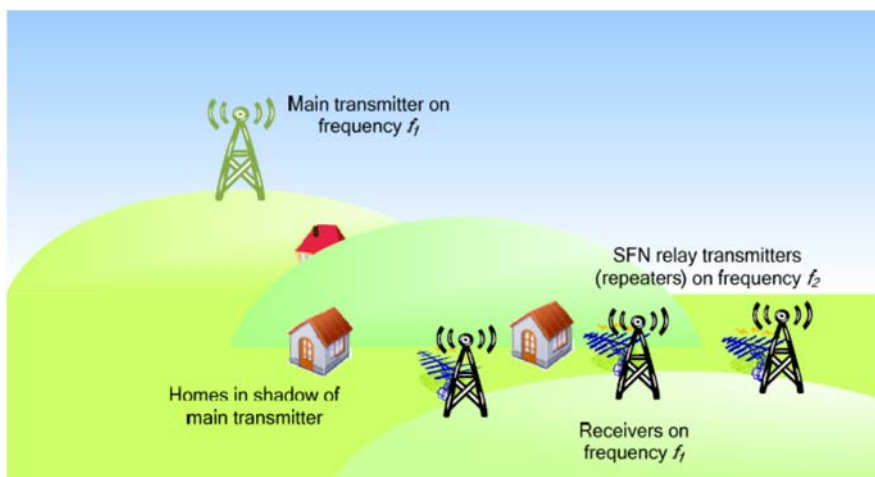 Main transmitter on
frequency f1
SFN relay transmitters
(repeaters) on frequency f2
Homes in shadow of
main transmitter
Receivers on
frequency f1